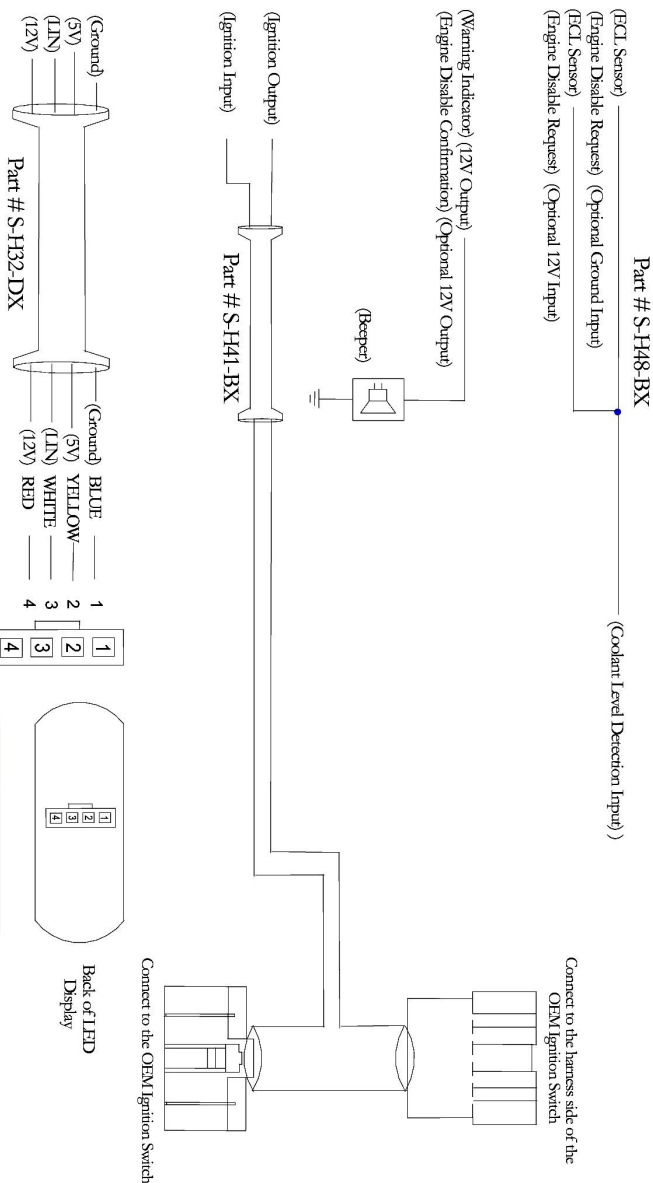 Part # S-H48-BX
(ECL Sensor)
(Engine Disable Request) (Optional Ground Input)
(ECL Sensor)
(Engine Disable Request) (Optional 12V Input)
(Coolant Level Detection Input) )
(Warning Indicator) (12V Output)
(Engine Disable Confirmation) (Optional 12V Output)
(Beeper)
(Ignition Output)
(Ignition Input)
Part # S-H41-BX
Connect to the harness side of the
OEM Ignition Switch
Connect to the OEM Ignition Switch
(Ground)
(5V)
(LIN)
(12V)
Part # S-H32-DX
(Ground) BLUE 1
(5V) YELLOW 2
(LIN) WHITE 3
(12V) RED 4
1
2
3
4
1
2
3
4
Back of LED
Display